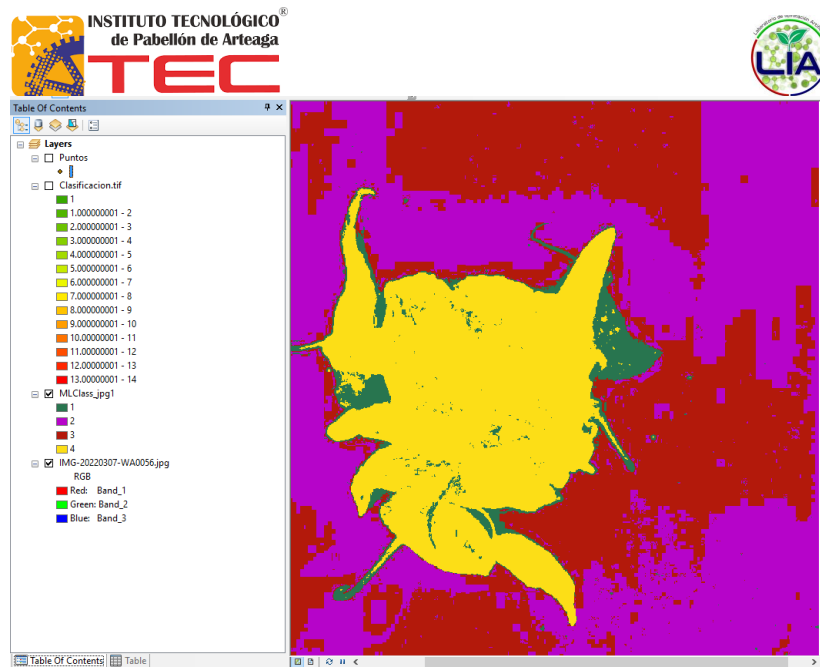 INSTITUTO TECNOLÓGICO®
de Pabellón de Arteaga
TEC
LIA
Table Of Contents
Layers
Puntos
Clasificacion.tif
1
1.000000001 - 2
2.000000001 - 3
3.000000001 - 4
4.000000001 - 5
5.000000001 - 6
6.000000001 - 7
7.000000001 - 8
8.000000001 - 9
9.00000001 - 10
10.00000001 - 11
11.00000001 - 12
12.00000001 - 13
13.00000001 - 14
MLClass_jpg1
1
2
3
4
IMG-20220307-WA0056.jpg
RGB
Red: Band_1
Green: Band_2
Blue: Band_3
Table Of Contents Table